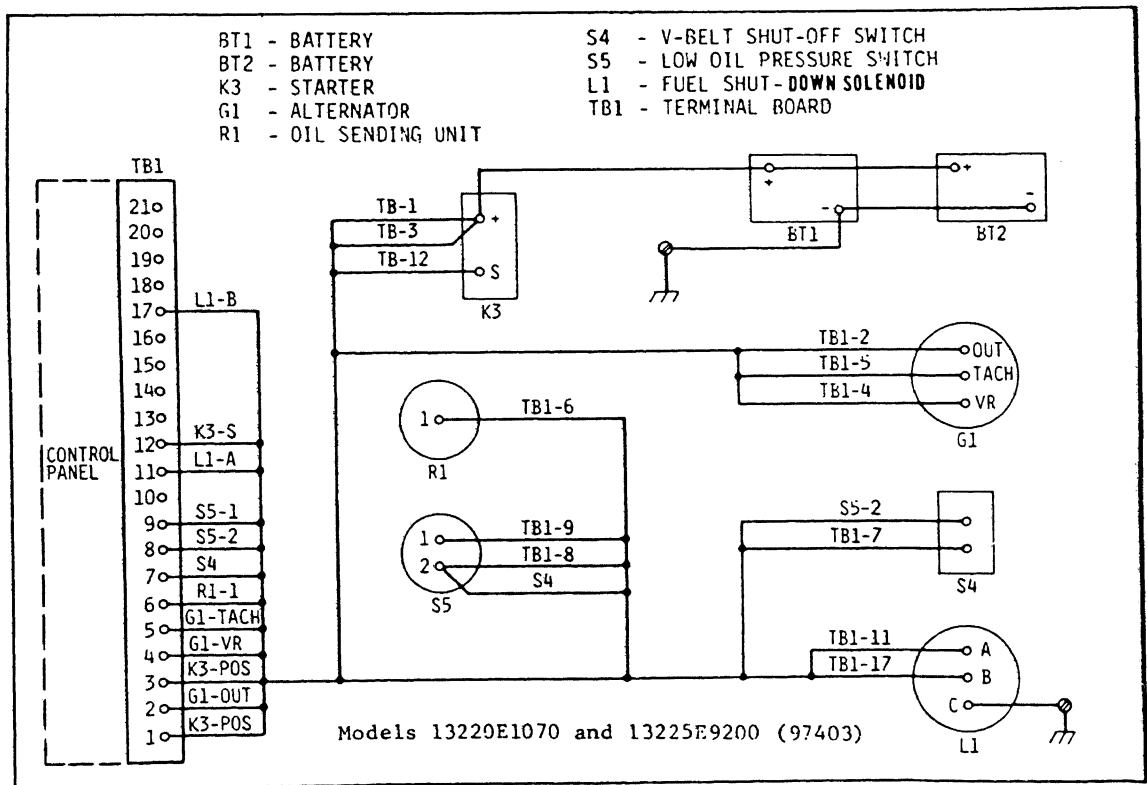 BT1 - BATTERY
BT2 - BATTERY
K3 - STARTER
G1 - ALTERNATOR
R1 - OIL SENDING UNIT
S4 - V-BELT SHUT-OFF SWITCH
S5 - LOW OIL PRESSURE SWITCH
L1 - FUEL SHUT-DOWN SOLENOID
TB1 - TERMINAL BOARD
TB1
CONTROL
PANEL
21
20
19
18
17 L1-B
16
15
14
13
12 K3-S
11 L1-A
10
9 S5-1
8 S5-2
7 S4
6 R1-1
5 G1-TACH
4 G1-VR
3 K3-POS
2 G1-OUT
1 K3-POS
TB-1 +
TB-3
TB-12 S
K3
+ -
BT1
+ -
BT2
TB1-2 OUT
TB1-5 TACH
TB1-4 VR
G1
1 TB1-6
R1
1 TB1-9
2 TB1-8
S4
S5
S5-2
TB1-7
S4
TB1-11 A
TB1-17 B
C
L1
Models 13220E1070 and 13225E9200 (97403)